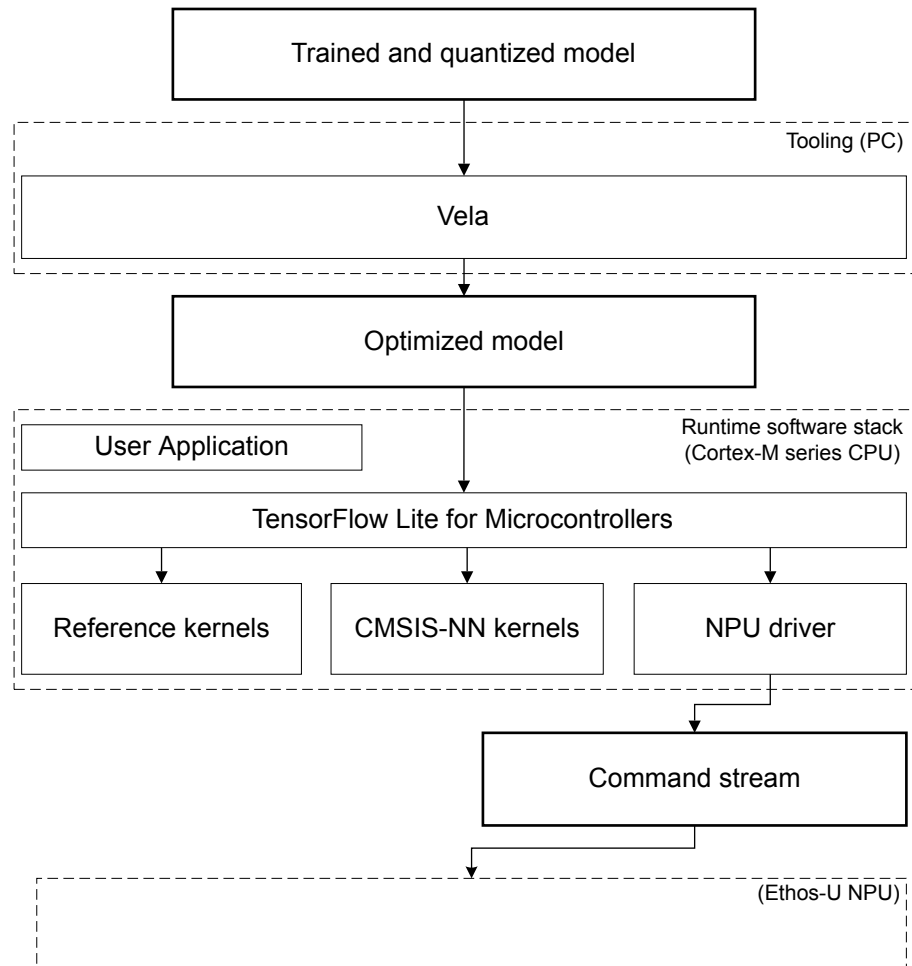 Trained and quantized model
Tooling (PC)
Vela
Optimized model
Runtime software stack
(Cortex-M series CPU)
User Application
TensorFlow Lite for Microcontrollers
Reference kernels
CMSIS-NN kernels
NPU driver
Command stream
(Ethos-U NPU)